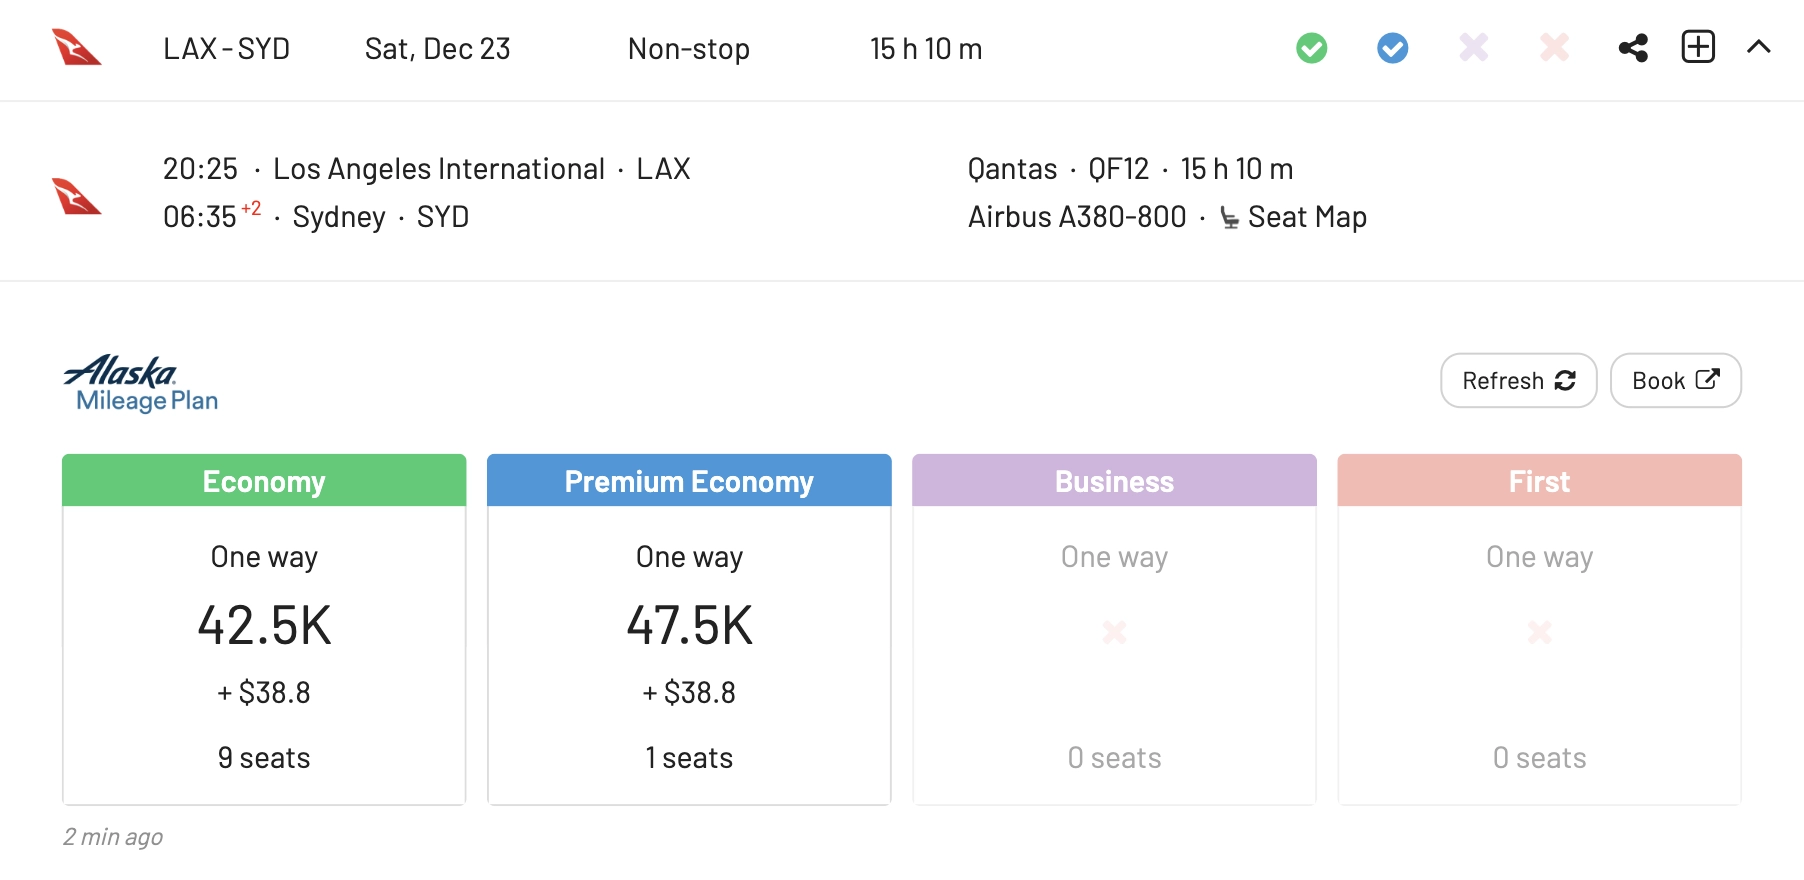 LAX - SYD Sat, Dec 23 Non-stop 15 h 10 m
20:25 · Los Angeles International · LAX
06:35 +2 · Sydney · SYD
Qantas · QF12 · 15 h 10 m
Airbus A380-800 · Seat Map
Alaska
Mileage Plan
Refresh
Book
Economy
One way
42.5K
+ $38.8
9 seats
Premium Economy
One way
47.5K
+ $38.8
1 seats
Business
One way
0 seats
First
One way
0 seats
2 min ago